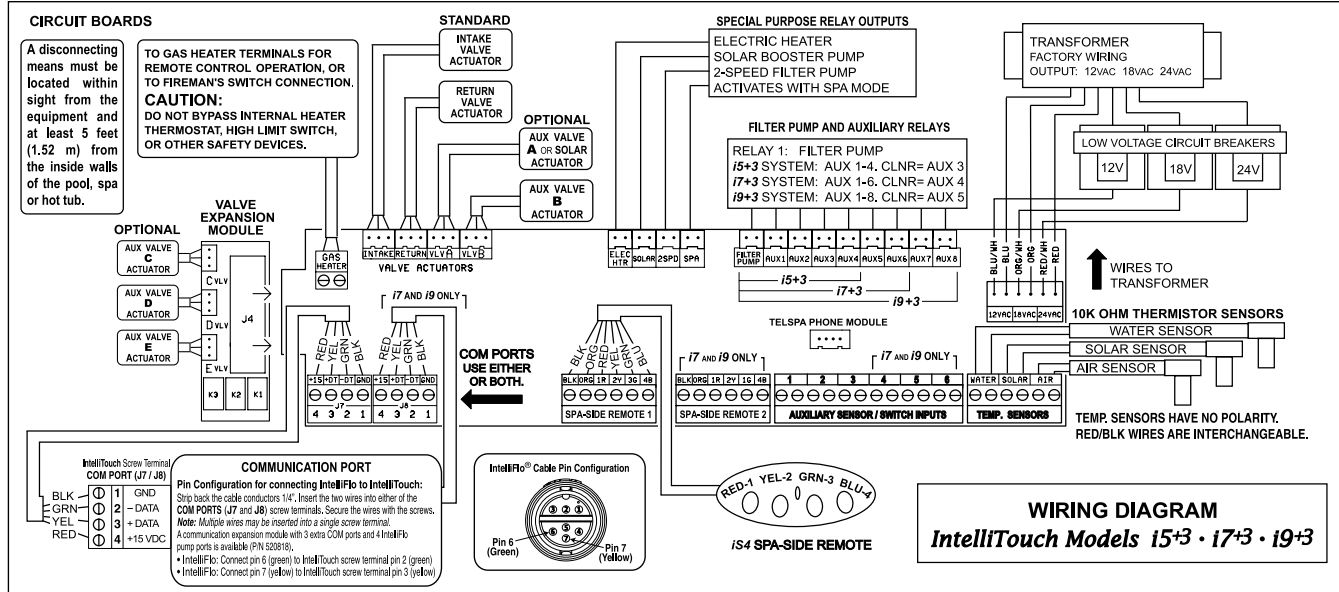 CIRCUIT BOARDS
A disconnecting
means must be
located within
sight from the
equipment and
at least 5 feet
(1.52 m) from
the inside walls
of the pool, spa
or hot tub.
TO GAS HEATER TERMINALS FOR
REMOTE CONTROL OPERATION, OR
TO FIREMAN'S SWITCH CONNECTION.
CAUTION:
DO NOT BYPASS INTERNAL HEATER
THERMOSTAT, HIGH LIMIT SWITCH,
OR OTHER SAFETY DEVICES.
STANDARD
INTAKE
VALVE
ACTUATOR
RETURN
VALVE
ACTUATOR
OPTIONAL
AUX VALVE
A OR SOLAR
ACTUATOR
AUX VALVE
B
ACTUATOR
SPECIAL PURPOSE RELAY OUTPUTS
ELECTRIC HEATER
SOLAR BOOSTER PUMP
2-SPEED FILTER PUMP
ACTIVATES WITH SPA MODE
FILTER PUMP AND AUXILIARY RELAYS
RELAY 1: FILTER PUMP
i5+3 SYSTEM: AUX 1-4. CLNR= AUX 3
i7+3 SYSTEM: AUX 1-6. CLNR= AUX 4
i9+3 SYSTEM: AUX 1-8. CLNR= AUX 5
TRANSFORMER
FACTORY WIRING
OUTPUT: 12VAC 18VAC 24VAC
LOW VOLTAGE CIRCUIT BREAKERS
12V 18V 24V
OPTIONAL
VALVE
EXPANSION
MODULE
AUX VALVE
C
ACTUATOR
AUX VALVE
D
ACTUATOR
AUX VALVE
E
ACTUATOR
C VLV
D VLV
E VLV
J4
K3 K2 K1
GAS
HEATER
INTAKE RETURN VLVA VLVB
VALVE ACTUATORS
ELEC
HTR SOLAR 2SPD SPA
FILTER
PUMP AUX1 AUX2 AUX3 AUX4 AUX5 AUX6 AUX7 AUX8
i5+3
i7+3
i9+3
BLU/WH BLU ORG/WH ORG RED/WH RED
12VAC 18VAC 24VAC
WIRES TO
TRANSFORMER
10K OHM THERMISTOR SENSORS
WATER SENSOR
SOLAR SENSOR
AIR SENSOR
TEMP. SENSORS HAVE NO POLARITY.
RED/BLK WIRES ARE INTERCHANGEABLE.
i7 AND i9 ONLY
RED YEL GRN BLK
RED YEL GRN BLK
+15 +DT -DT GND
+15 +DT -DT GND
J7
J8
4 3 2 1
4 3 2 1
COM PORTS
USE EITHER
OR BOTH.
BLK ORG RED YEL GRN BLU
BLK ORG 1R 2Y 3G 4B
SPA-SIDE REMOTE 1
i7 AND i9 ONLY
BLK ORG 1R 2Y 1G 4B
SPA-SIDE REMOTE 2
TELSPA PHONE MODULE
i7 AND i9 ONLY
1 2 3 4 5 6
AUXILIARY SENSOR / SWITCH INPUTS
WATER SOLAR AIR
TEMP. SENSORS
IntelliTouch Screw Terminal
COM PORT (J7 / J8)
BLK 1 GND
GRN 2 – DATA
YEL 3 + DATA
RED 4 +15 VDC
COMMUNICATION PORT
Pin Configuration for connecting IntelliFlo to IntelliTouch:
Strip back the cable conductors 1/4". Insert the two wires into either of the
COM PORTS (J7 and J8) screw terminals. Secure the wires with the screws.
Note: Multiple wires may be inserted into a single screw terminal.
A communication expansion module with 3 extra COM ports and 4 IntelliFlo
pump ports is available (P/N 520818).
• IntelliFlo: Connect pin 6 (green) to IntelliTouch screw terminal pin 2 (green)
• IntelliFlo: Connect pin 7 (yellow) to IntelliTouch screw terminal pin 3 (yellow)
IntelliFlo® Cable Pin Configuration
3 2 1
6 5 4
7
Pin 6
(Green)
Pin 7
(Yellow)
RED-1 YEL-2 GRN-3 BLU-4
iS4 SPA-SIDE REMOTE
WIRING DIAGRAM
IntelliTouch Models i5+3 · i7+3 · i9+3